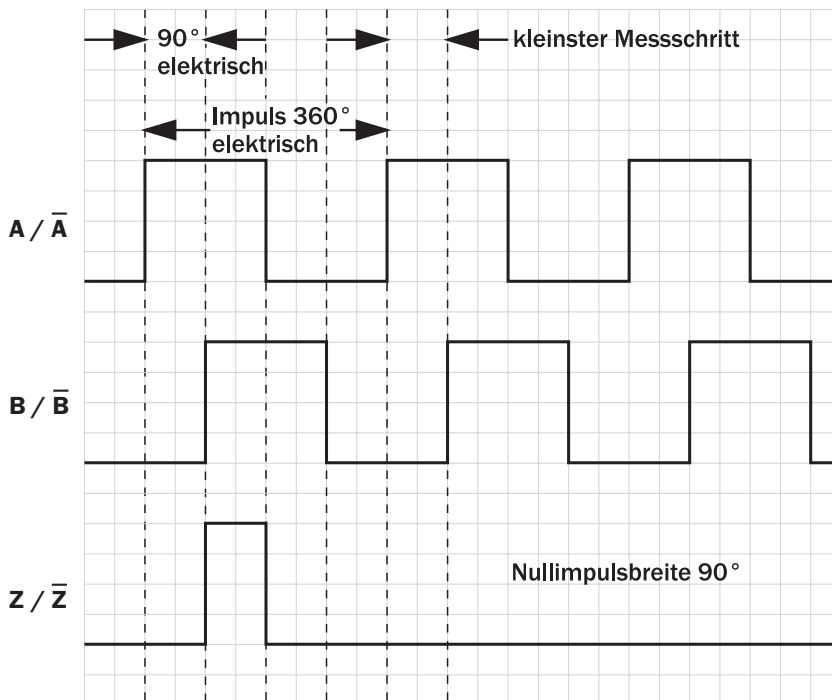 90°
elektrisch
kleinster Messschritt
Impuls 360°
elektrisch
A / A̅
B / B̅
Z / Z̅
Nullimpulsbreite 90°